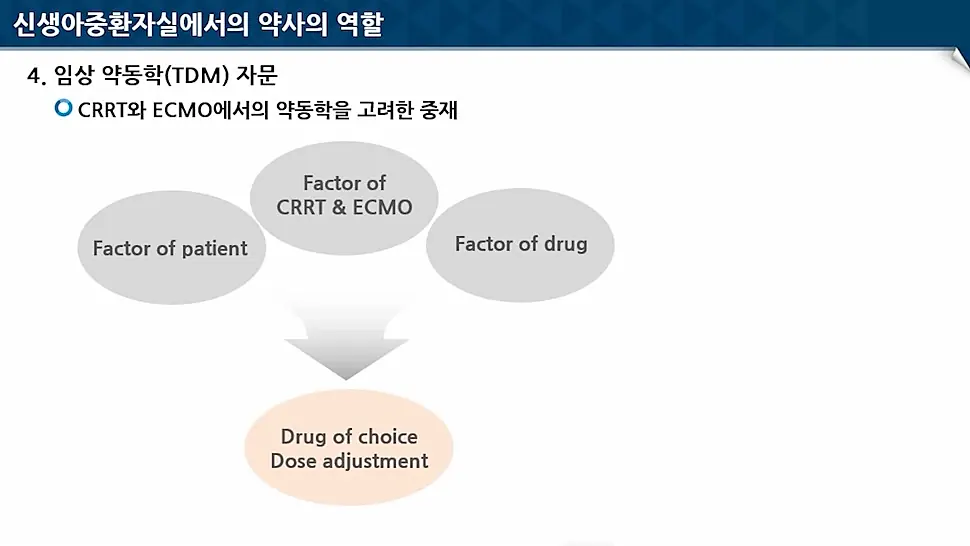 신생아중환자실에서의 약사의 역할
4. 임상 약동학(TDM) 자문
CRRT와 ECMO에서의 약동학을 고려한 중재
Factor of
CRRT & ECMO
Factor of patient
Factor of drug
Drug of choice
Dose adjustment